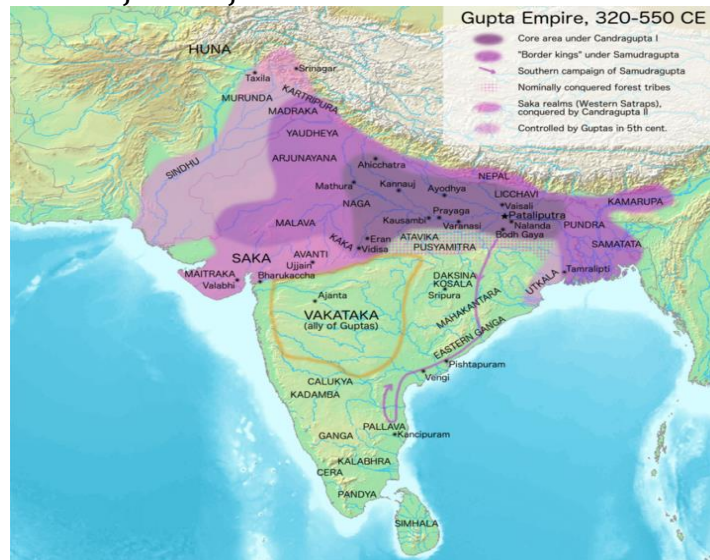 Gupta Empire, 320-550 CE
Core area under Candragupta I
"Border kings" under Samudragupta
Southern campaign of Samudragupta
Nominally conquered forest tribes
Saka realms (Western Satraps),
conquered by Candragupta II
Controlled by Guptas in 5th cent.
HUNA
Srinagar
Taxila
KARTRIPURA
MURUNDA
MADRAKA
YAUDHEYA
ARJUNAYANA
Ahicchatra
SINDHU
Mathura
Kannauj
Ayodhya
NEPAL
LICCHAVI
KAMARUPA
NAGA
Vaisali
Prayaga
Pataliputra
Kausambi
Varanasi
Nalanda
PUNDRA
MALAVA
Bodh Gaya
KAKA
Eran
ATAVIKA
PUSYAMITRA
SAMATATA
Vidisa
SAKA
AVANTI
Ujjain
Tamralipti
UTKALA
MAITRAKA
Valabhi
Bharukaccha
DAKSINA
KOSALA
Sripura
Ajanta
MAHAKANTARA
VAKATAKA
(ally of Guptas)
EASTERN GANGA
Pishtapuram
Vengi
CALUKYA
KADAMBA
PALLAVA
Kancipuram
GANGA
KALABHRA
CERA
PANDYA
SIMHALA